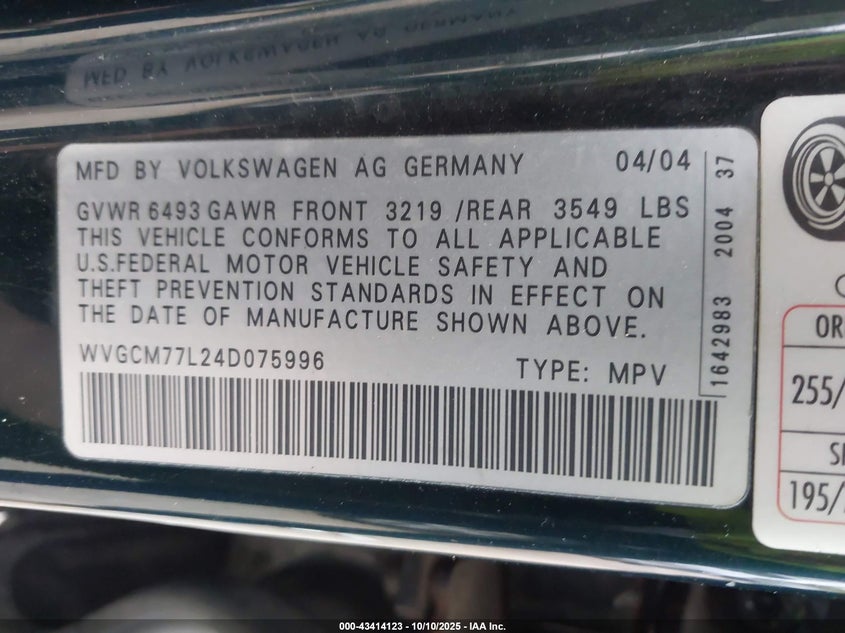 MFD BY VOLKSWAGEN AG GERMANY 04/04
GVWR 6493 GAWR FRONT 3219 /REAR 3549 LBS
THIS VEHICLE CONFORMS TO ALL APPLICABLE
U.S.FEDERAL MOTOR VEHICLE SAFETY AND
THEFT PREVENTION STANDARDS IN EFFECT ON
THE DATE OF MANUFACTURE SHOWN ABOVE.
WVGCM77L24D075996 TYPE: MPV
1642983 2004 37
OR
255/
195/
000-43414123 - 10/10/2025 - IAA Inc.